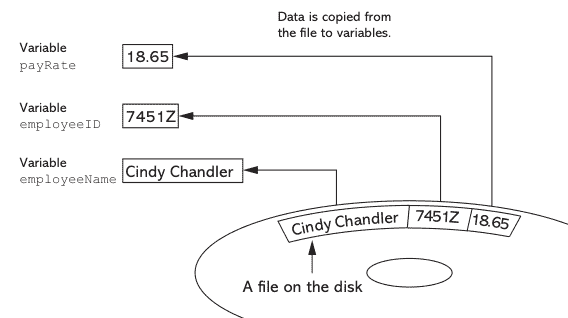 Data is copied from
the file to variables.
Variable
payRate
18.65
Variable
employeeID
7451Z
Variable
employeeName
Cindy Chandler
Cindy Chandler
7451Z
18.65
A file on the disk